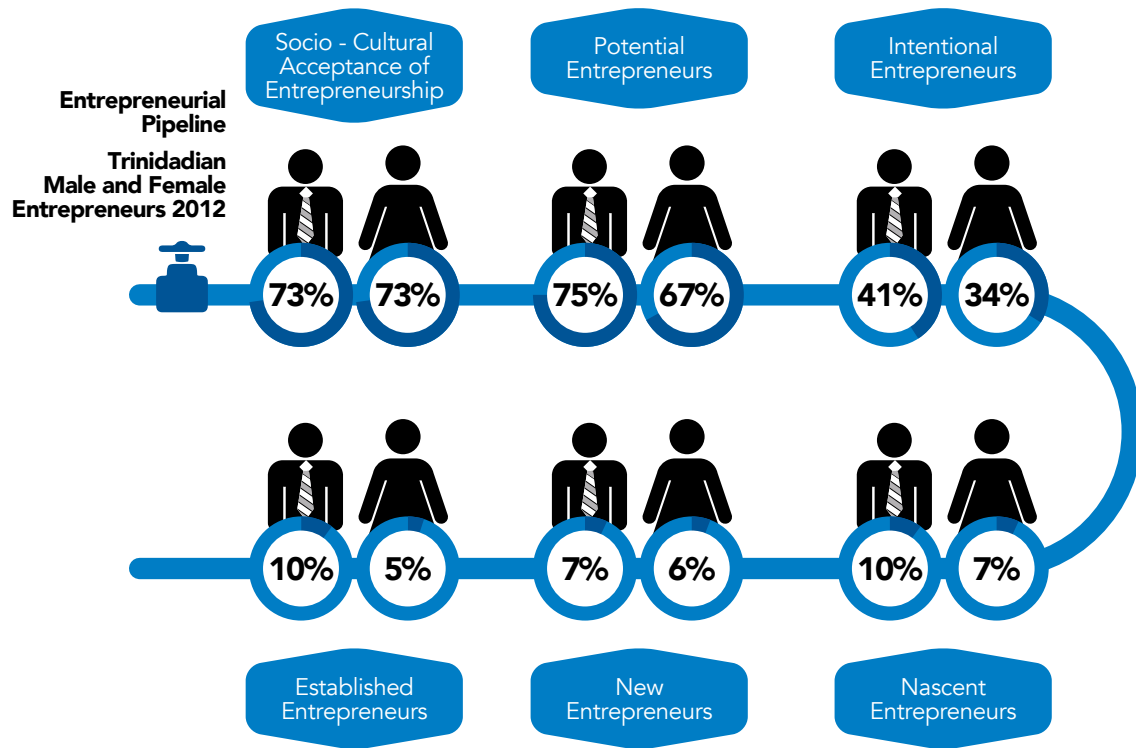 Socio - Cultural
Acceptance of
Entrepreneurship
Potential
Entrepreneurs
Intentional
Entrepreneurs
Entrepreneurial
Pipeline
Trinidadian
Male and Female
Entrepreneurs 2012
73%
73%
75%
67%
41%
34%
10%
5%
7%
6%
10%
7%
Established
Entrepreneurs
New
Entrepreneurs
Nascent
Entrepreneurs